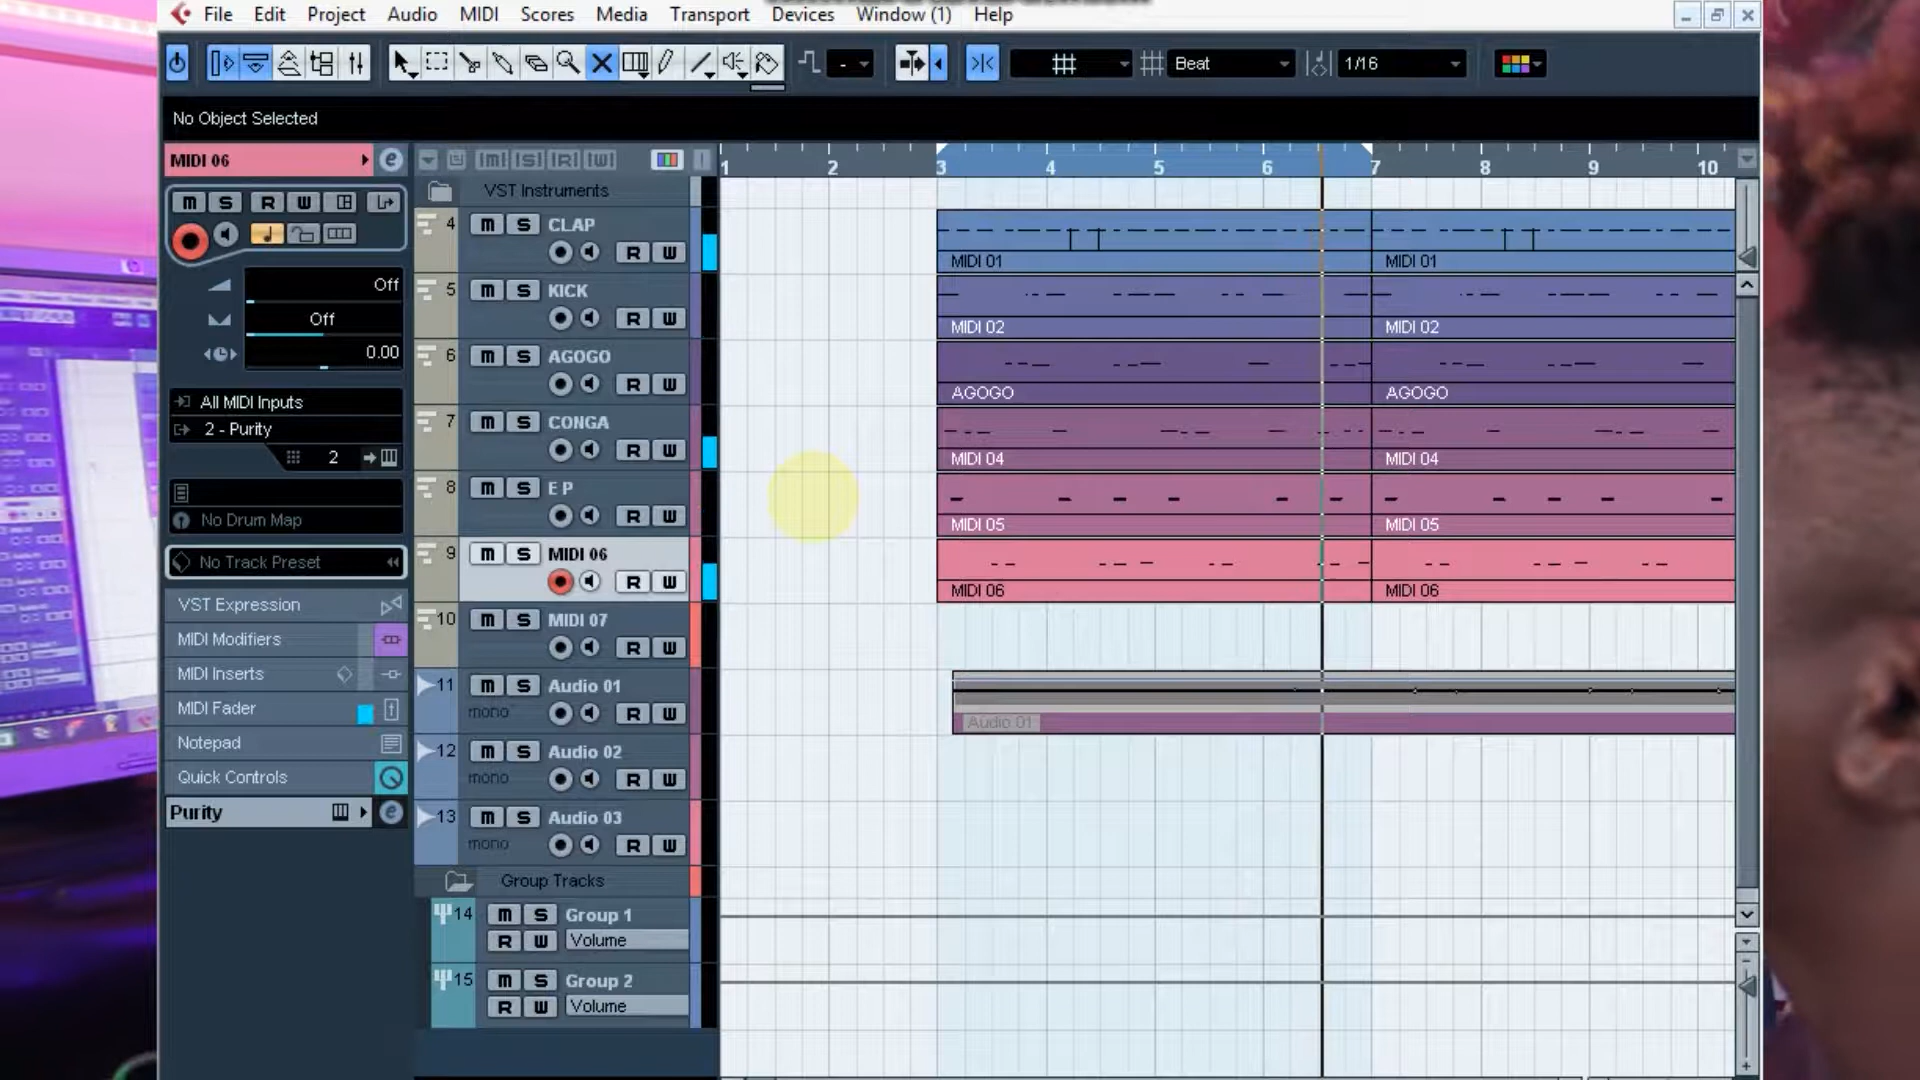 File Edit Project Audio MIDI Scores Media Transport Devices Window (1) Help
- Beat 1/16
No Object Selected
MIDI 06 e
M S R W
Off
Off
0.00
All MIDI Inputs
2 - Purity
2
No Drum Map
No Track Preset
VST Expression
MIDI Modifiers
MIDI Inserts
MIDI Fader
Notepad
Quick Controls
Purity e
M S R W
1 2 3 4 5 6 7 8 9 10
VST Instruments
4 M S CLAP
R W
MIDI 01 MIDI 01
5 M S KICK
R W
MIDI 02 MIDI 02
6 M S AGOGO
R W
AGOGO AGOGO
7 M S CONGA
R W
MIDI 04 MIDI 04
8 M S E P
R W
MIDI 05 MIDI 05
9 M S MIDI 06
R W
MIDI 06 MIDI 06
10 M S MIDI 07
R W
11 M S Audio 01
mono R W
Audio 01
12 M S Audio 02
mono R W
13 M S Audio 03
mono R W
Group Tracks
14 M S Group 1
R W Volume
15 M S Group 2
R W Volume